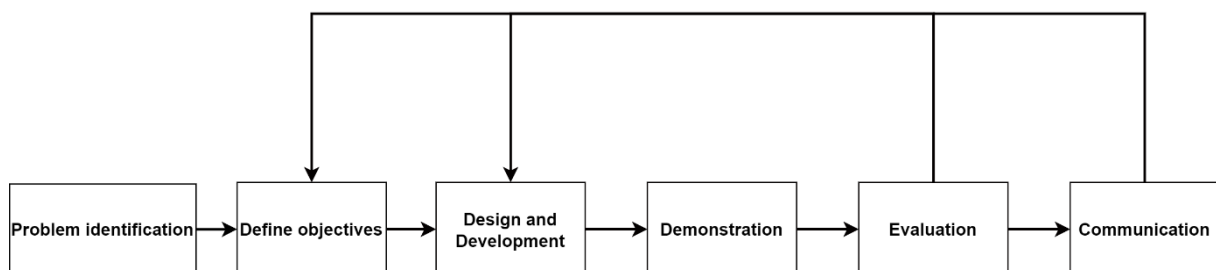 Problem identification
Define objectives
Design and
Development
Demonstration
Evaluation
Communication